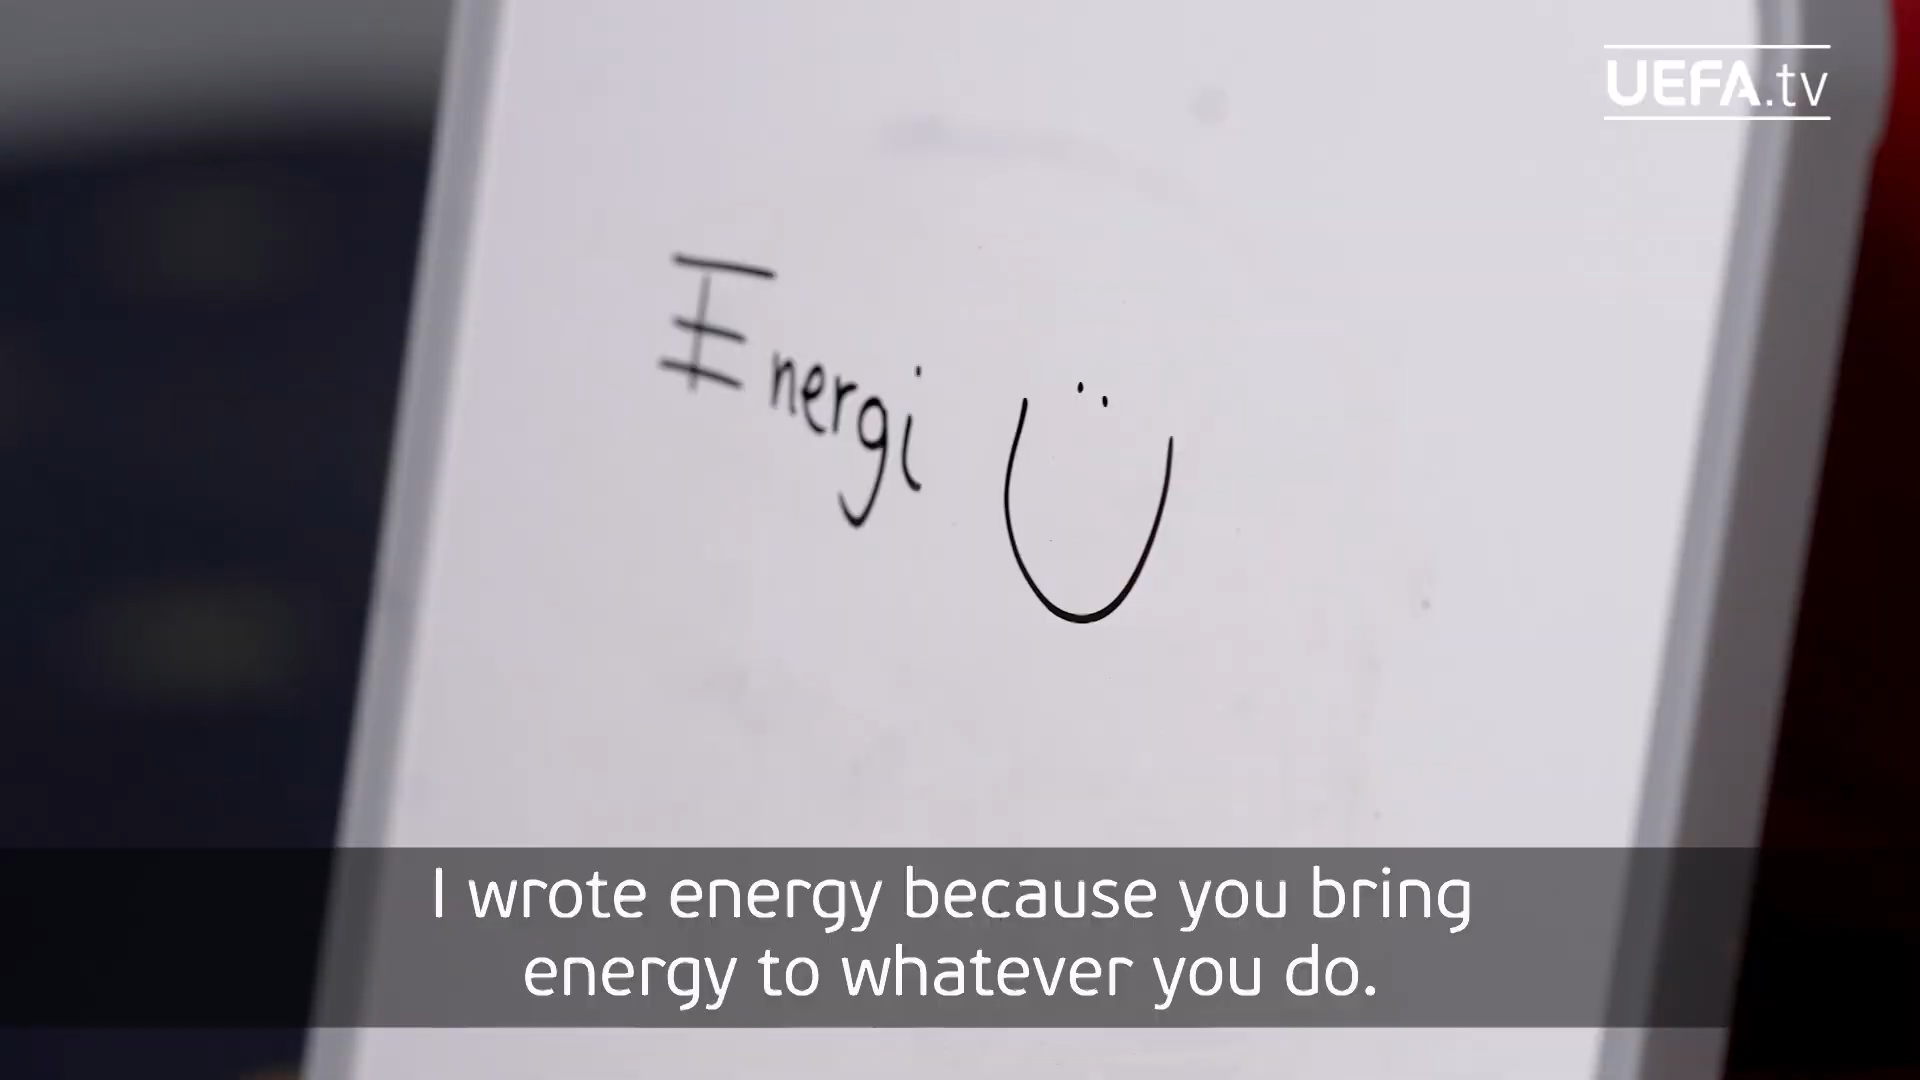 UEFA.tv
Energi
I wrote energy because you bring
energy to whatever you do.